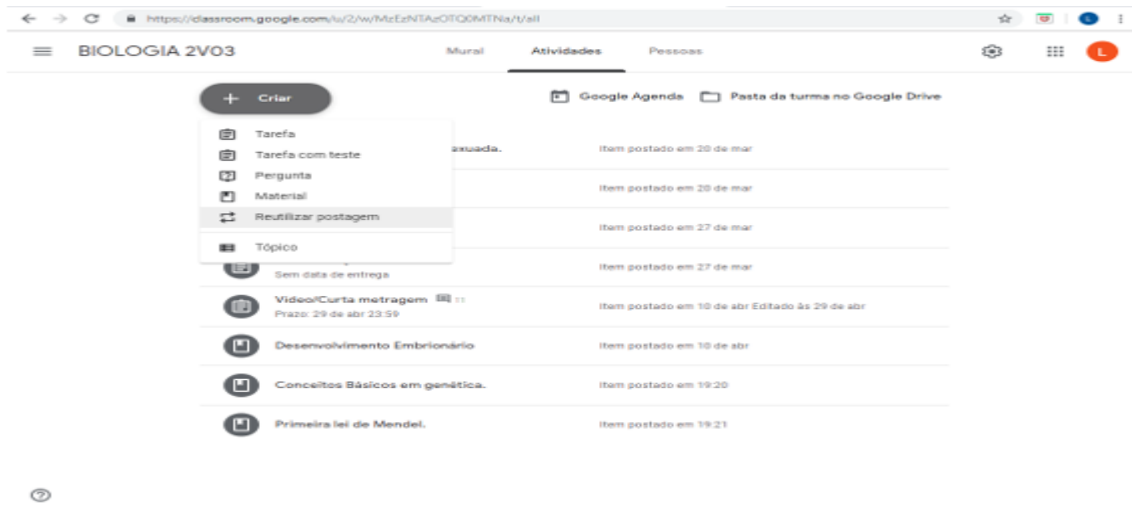 https://classroom.google.com/u/2/w/MzEzNTAzOTQ0MTNa/t/all
BIOLOGIA 2V03 Mural Atividades Pessoas L
+ Criar Google Agenda Pasta da turma no Google Drive
Tarefa
exuada. Item postado em 20 de mar
Tarefa com teste
Pergunta
Material Item postado em 20 de mar
Reutilizar postagem
Item postado em 27 de mar
Tópico
Item postado em 27 de mar
Sem data de entrega
Video/Curta metragem
Item postado em 10 de abr Editado às 29 de abr
Prazo: 29 de abr 23:59
Desenvolvimento Embrionário Item postado em 10 de abr
Conceitos Básicos em genética. Item postado em 19:20
Primeira lei de Mendel. Item postado em 19:21